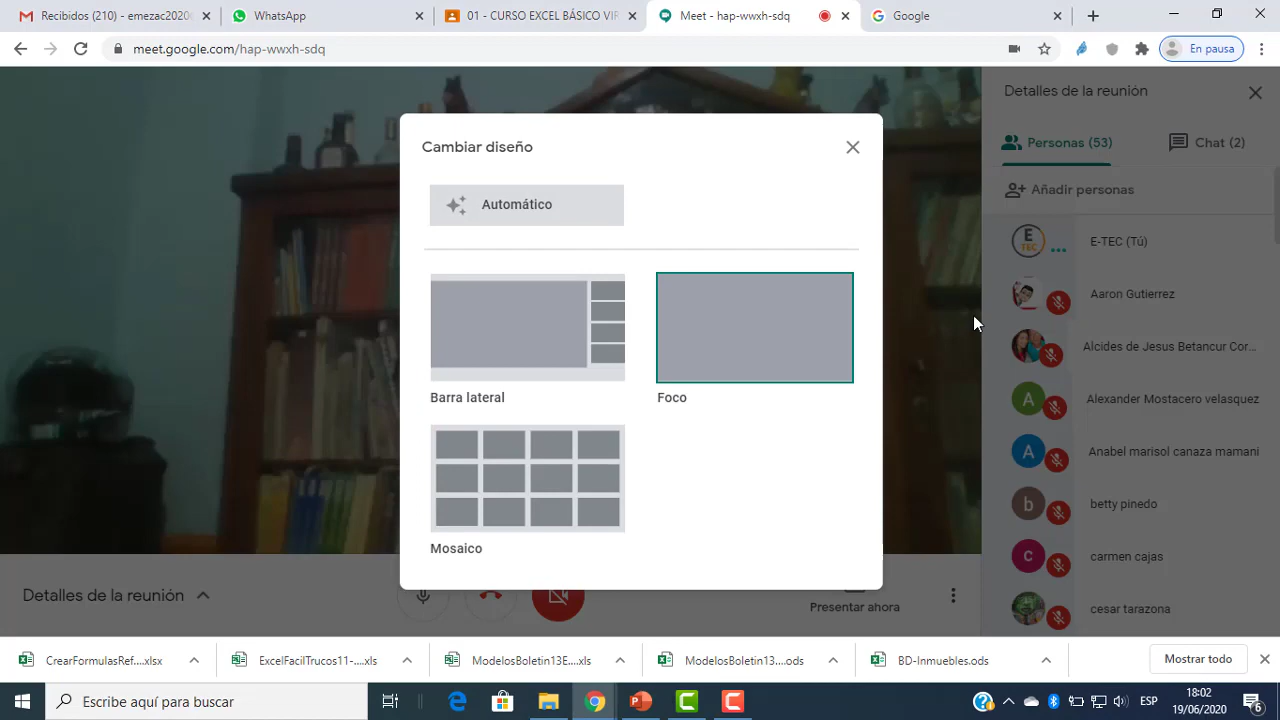 Recibidos (210) - emezac202
WhatsApp
01 - CURSO EXCEL BÁSICO VIR
Meet - hap-wwxh-sdq
Google
meet.google.com/hap-wwxh-sdq
En pausa
Detalles de la reunión
Personas (53)
Chat (2)
Añadir personas
E-TEC (Tú)
Aaron Gutierrez
Alcides de Jesus Betancur Cor...
Alexander Mostacero velasquez
Anabel marisol canaza mamani
betty pinedo
carmen cajas
cesar tarazona
Cambiar diseño
Automático
Barra lateral
Foco
Mosaico
Detalles de la reunión
Presentar ahora
CrearFormulasRef....xlsx
ExcelFacilTrucos11-....xls
ModelosBoletin13E....xls
ModelosBoletin13....ods
BD-Inmuebles.ods
Mostrar todo
Escribe aquí para buscar
ESP
18:02
19/06/2020
6